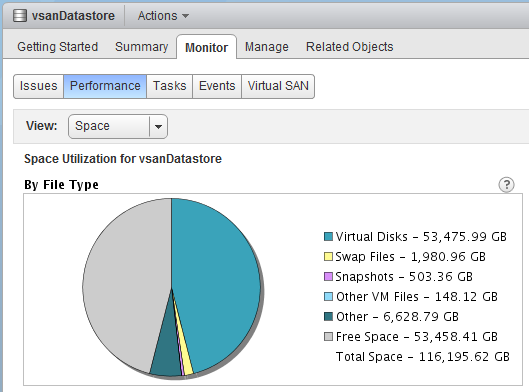 vsanDatastore Actions
Getting Started Summary Monitor Manage Related Objects
Issues Performance Tasks Events Virtual SAN
View: Space
Space Utilization for vsanDatastore
By File Type ?
Virtual Disks – 53,475.99 GB
Swap Files – 1,980.96 GB
Snapshots – 503.36 GB
Other VM Files – 148.12 GB
Other – 6,628.79 GB
Free Space – 53,458.41 GB
Total Space – 116,195.62 GB